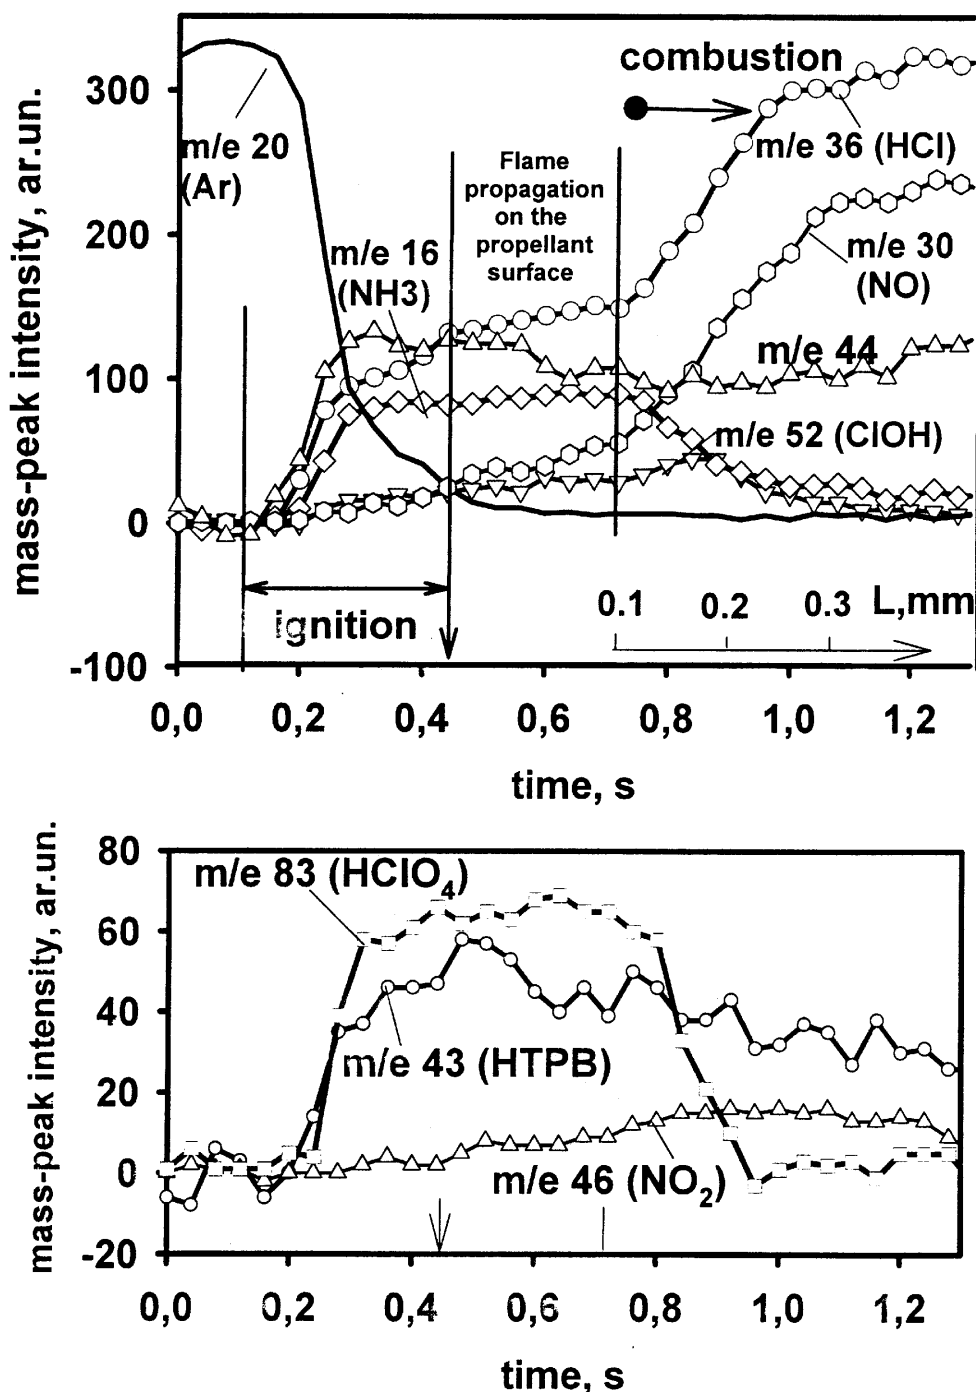 mass-peak intensity, ar.un.
300
200
100
0
-100
combustion
m/e 20
(Ar)
m/e 36 (HCl)
Flame
propagation
on the
propellant
surface
m/e 16
(NH3)
m/e 30
(NO)
m/e 44
m/e 52 (ClOH)
ignition
0.1 0.2 0.3 L,mm
0,0 0,2 0,4 0,6 0,8 1,0 1,2
time, s
mass-peak intensity, ar.un.
80
60
40
20
0
-20
m/e 83 (HClO₄)
m/e 43 (HTPB)
m/e 46 (NO₂)
0,0 0,2 0,4 0,6 0,8 1,0 1,2
time, s